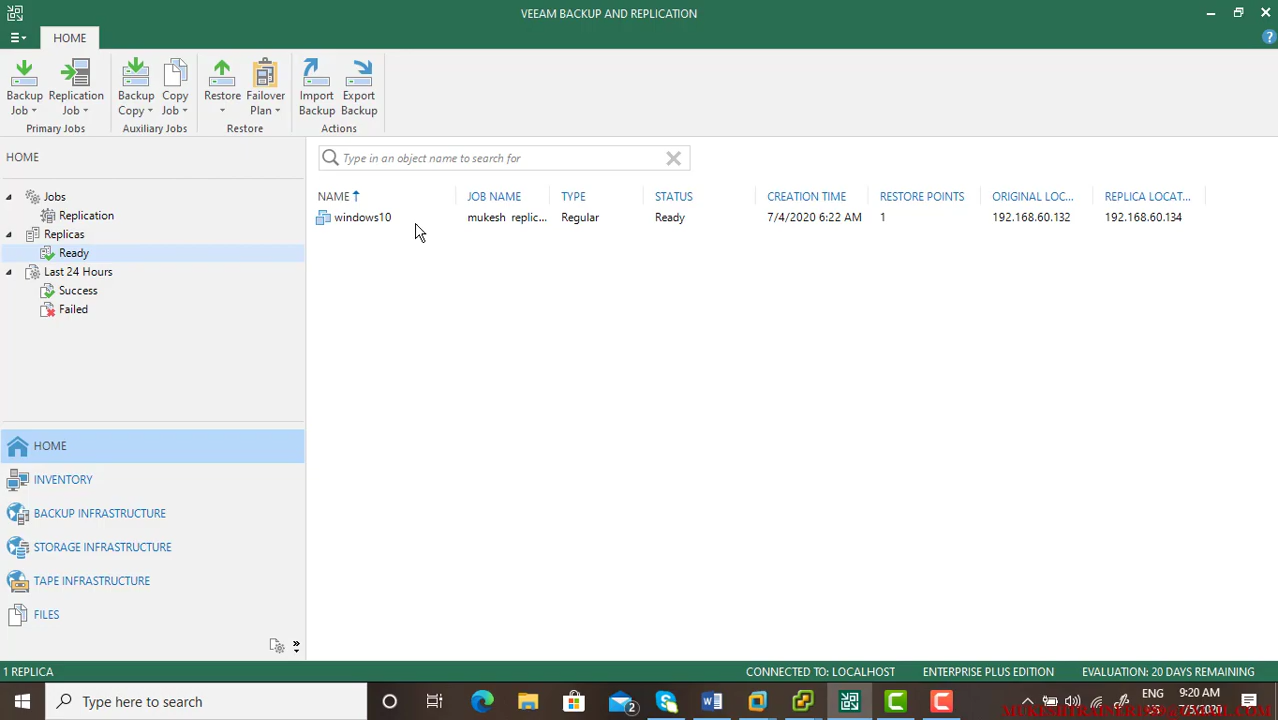 VEEAM BACKUP AND REPLICATION
HOME
Backup Job
Replication Job
Backup Copy
Copy Job
Restore
Failover Plan
Import Backup
Export Backup
Primary Jobs
Auxiliary Jobs
Restore
Actions
HOME
Type in an object name to search for
Jobs
Replication
Replicas
Ready
Last 24 Hours
Success
Failed
NAME JOB NAME TYPE STATUS CREATION TIME RESTORE POINTS ORIGINAL LOC... REPLICA LOCAT...
windows10 mukesh replic... Regular Ready 7/4/2020 6:22 AM 1 192.168.60.132 192.168.60.134
HOME
INVENTORY
BACKUP INFRASTRUCTURE
STORAGE INFRASTRUCTURE
TAPE INFRASTRUCTURE
FILES
1 REPLICA
CONNECTED TO: LOCALHOST ENTERPRISE PLUS EDITION EVALUATION: 20 DAYS REMAINING
Type here to search
2
ENG
9:20 AM
7/5/2020